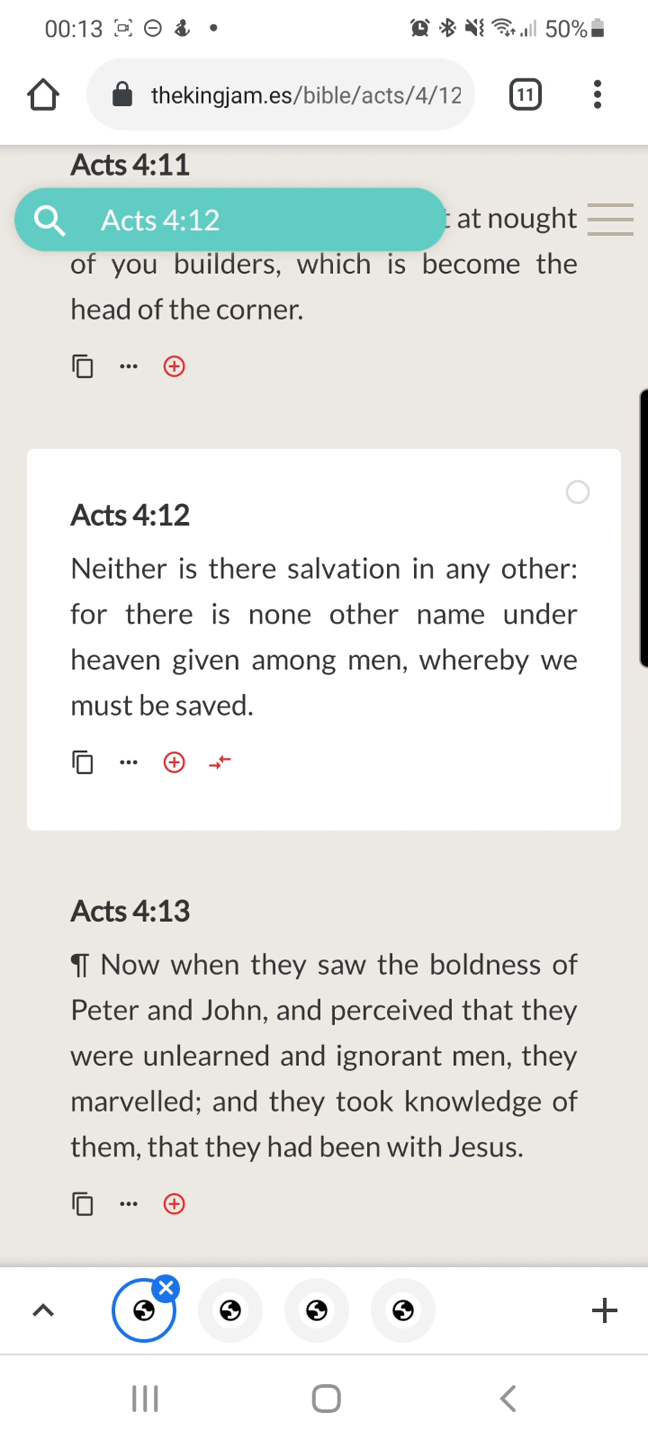 00:13
50%
thekingjam.es/bible/acts/4/12
11
Acts 4:11
Acts 4:12
at nought
of you builders, which is become the
head of the corner.
Acts 4:12
Neither is there salvation in any other:
for there is none other name under
heaven given among men, whereby we
must be saved.
Acts 4:13
¶ Now when they saw the boldness of
Peter and John, and perceived that they
were unlearned and ignorant men, they
marvelled; and they took knowledge of
them, that they had been with Jesus.